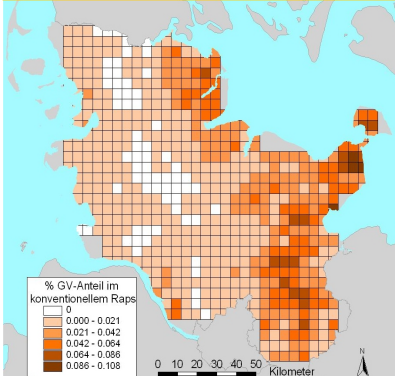 % GV-Anteil im
konventionellem Raps
0
0.000 - 0.021
0.021 - 0.042
0.042 - 0.064
0.064 - 0.086
0.086 - 0.108
0 10 20 30 40 50
Kilometer
N